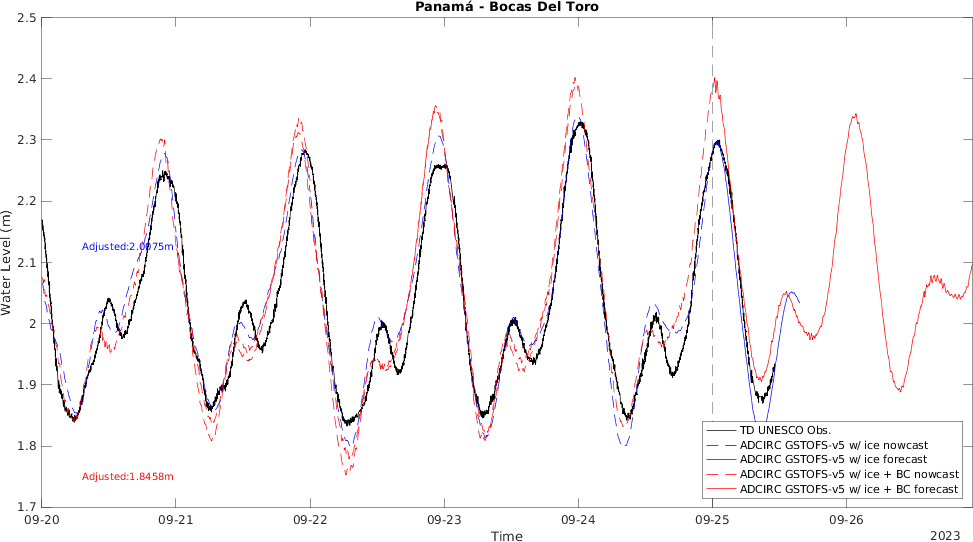 Panamá - Bocas Del Toro
Water Level (m)
2.5
2.4
2.3
2.2
2.1
2
1.9
1.8
1.7
Adjusted:2.0075m
Adjusted:1.8458m
TD UNESCO Obs.
ADCIRC GSTOFS-v5 w/ ice nowcast
ADCIRC GSTOFS-v5 w/ ice forecast
ADCIRC GSTOFS-v5 w/ ice + BC nowcast
ADCIRC GSTOFS-v5 w/ ice + BC forecast
09-20 09-21 09-22 09-23 09-24 09-25 09-26
Time
2023